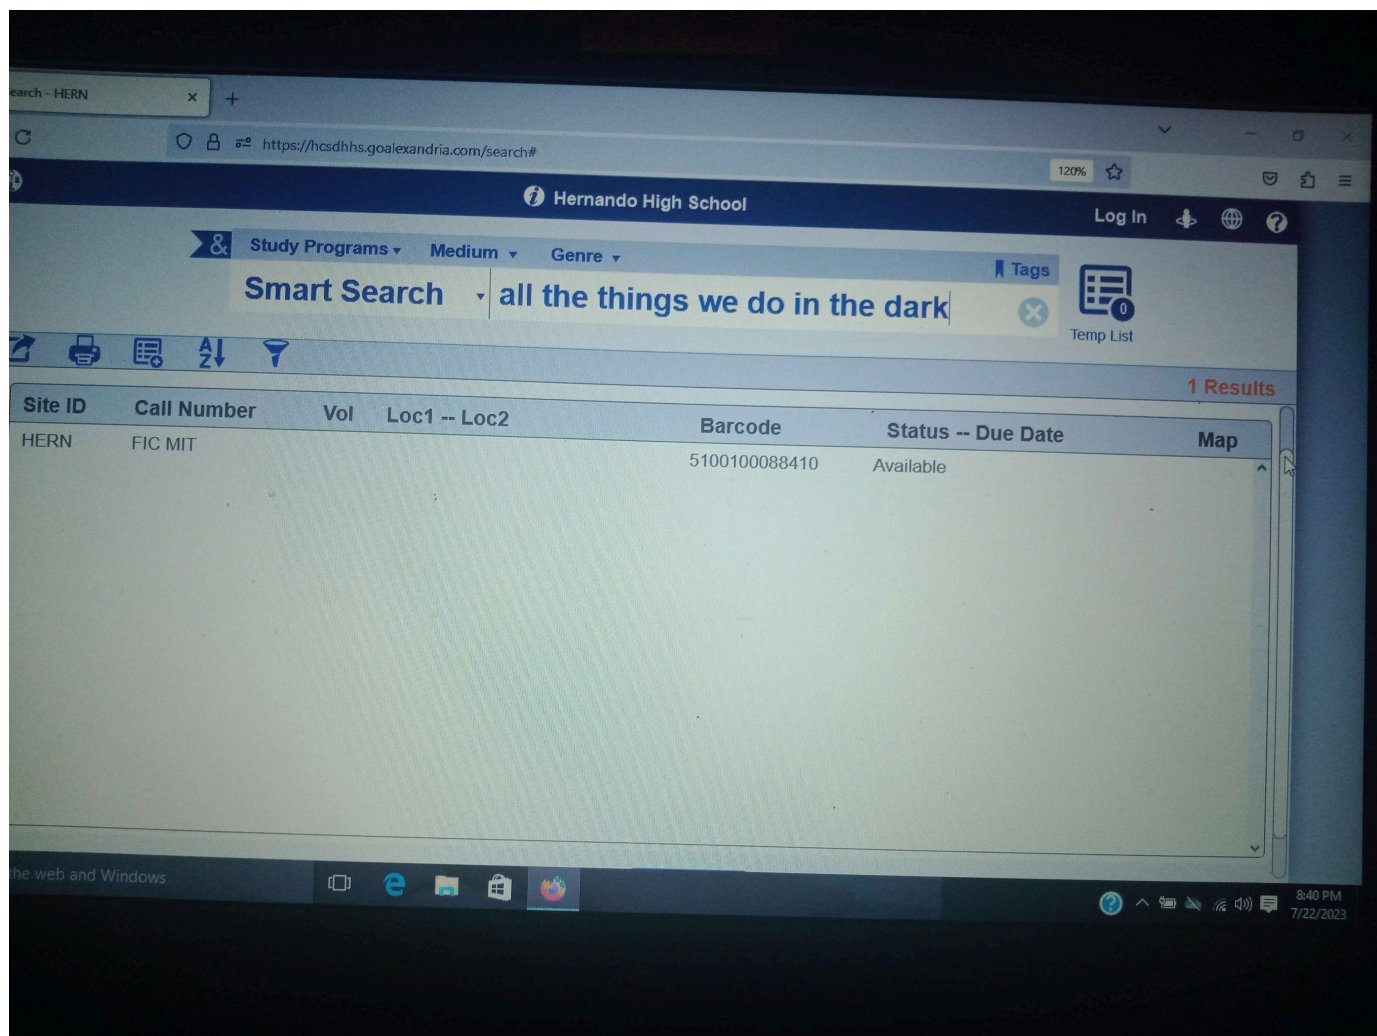 earch - HERN
https://hcsdhhs.goalexandria.com/search#
120%
Hernando High School
Log In
& Study Programs Medium Genre
Tags
Smart Search all the things we do in the dark
0
Temp List
A Z
1 Results
Site ID Call Number Vol Loc1 -- Loc2 Barcode Status -- Due Date Map
HERN FIC MIT 5100100088410 Available
he web and Windows
8:40 PM
7/22/2023